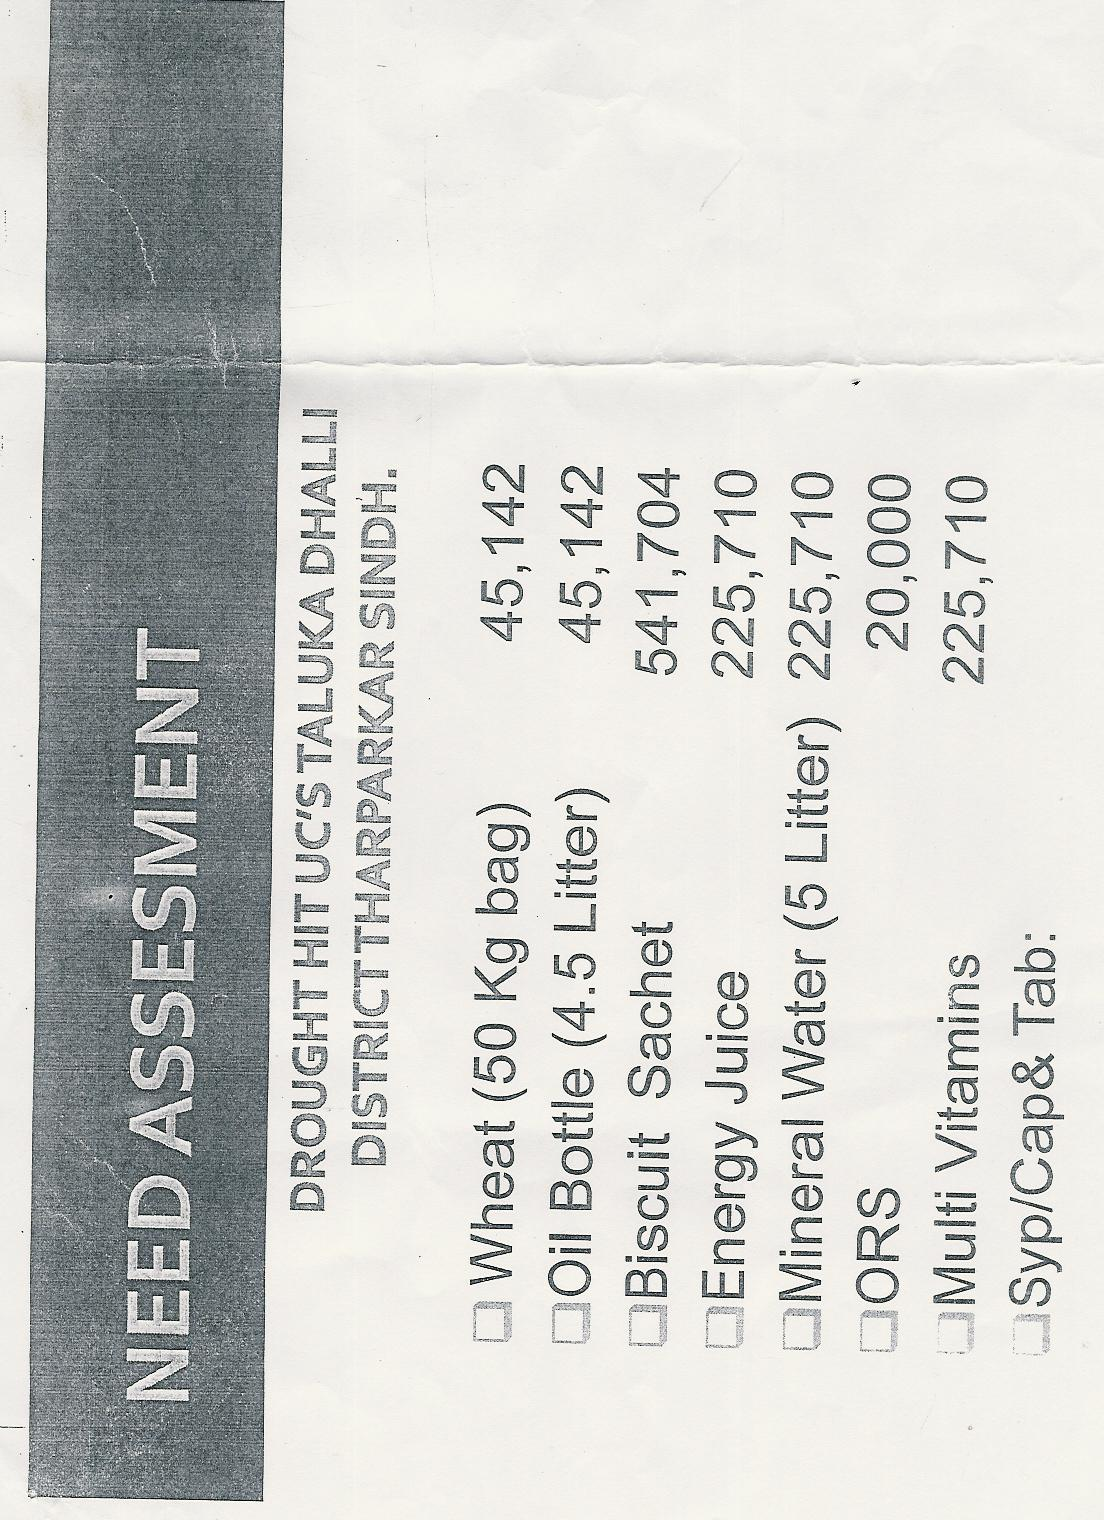 NEED ASSESMENT
DROUGHT HIT UC'S TALUKA DHALLI
DISTRICT THARPARKAR SINDH.
Wheat (50 Kg bag) 45,142
Oil Bottle (4.5 Litter) 45,142
Biscuit Sachet 541,704
Energy Juice 225,710
Mineral Water (5 Litter) 225,710
ORS 20,000
Multi Vitamins 225,710
Syp/Cap& Tab: